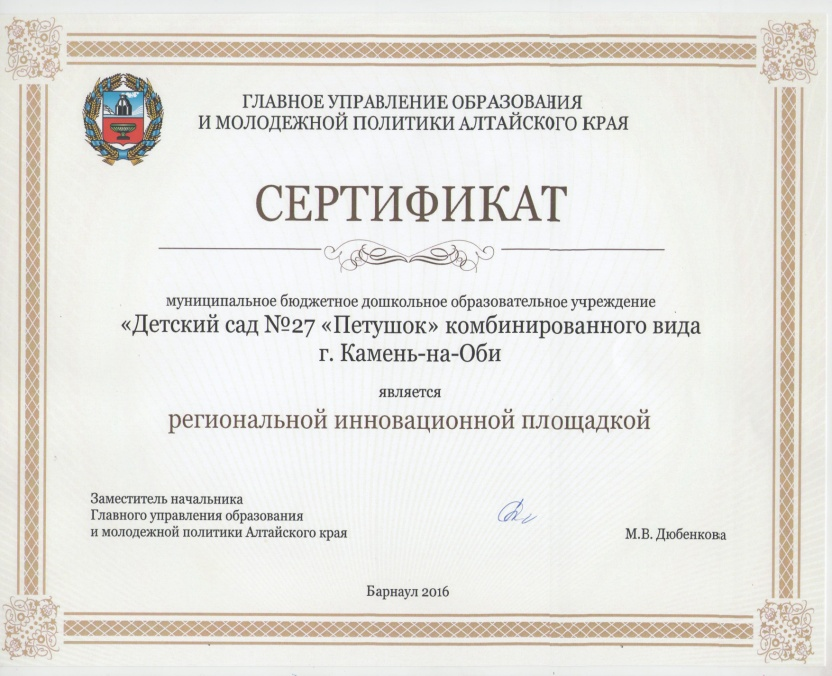 ГЛАВНОЕ УПРАВЛЕНИЕ ОБРАЗОВАНИЯ
И МОЛОДЕЖНОЙ ПОЛИТИКИ АЛТАЙСКОГО КРАЯ
СЕРТИФИКАТ
муниципальное бюджетное дошкольное образовательное учреждение
«Детский сад №27 «Петушок» комбинированного вида
г. Камень-на-Оби
является
региональной инновационной площадкой
Заместитель начальника
Главного управления образования
и молодежной политики Алтайского края
М.В. Дюбенкова
Барнаул 2016